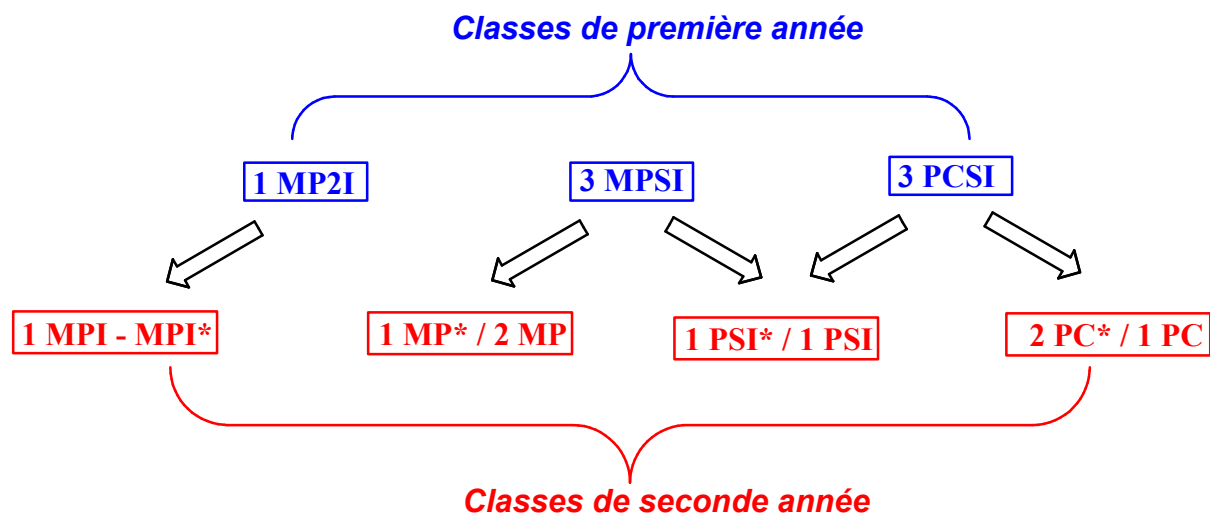 Classes de première année
1 MP2I
3 MPSI
3 PCSI
1 MPI - MPI*
1 MP* / 2 MP
1 PSI* / 1 PSI
2 PC* / 1 PC
Classes de seconde année